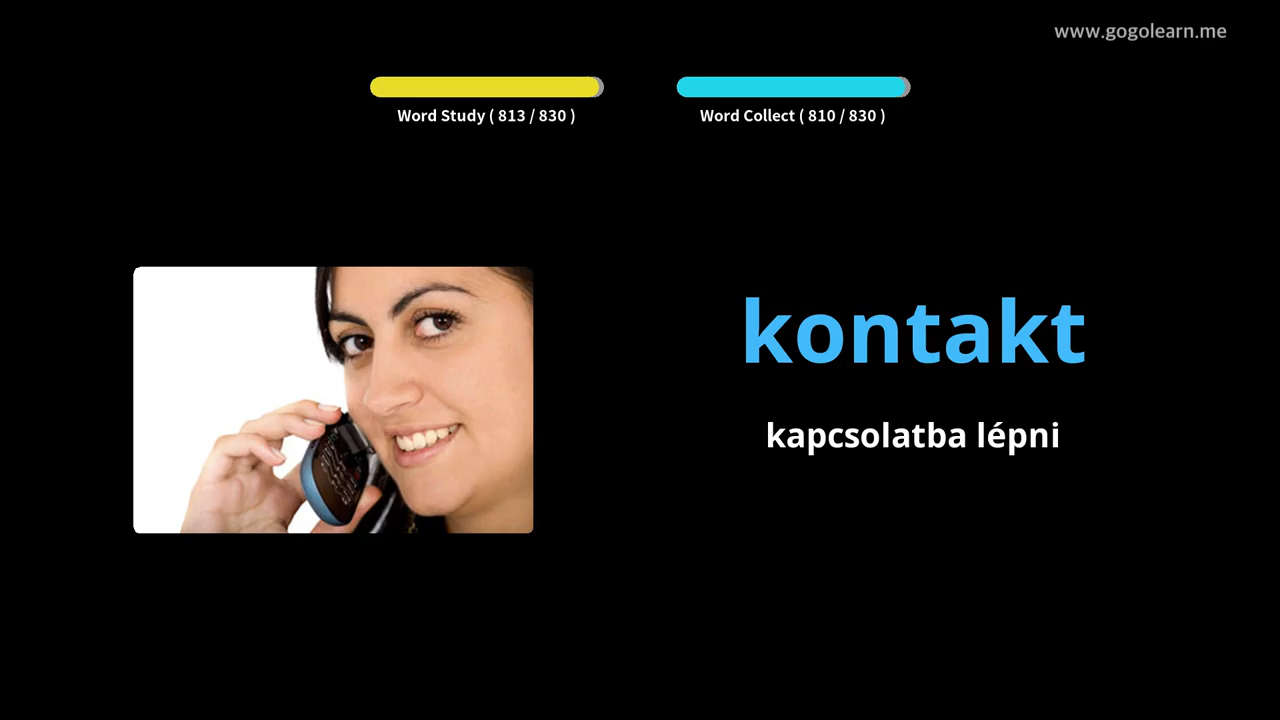 www.gogolearn.me
Word Study ( 813 / 830 )
Word Collect ( 810 / 830 )
kontakt
kapcsolatba lépni